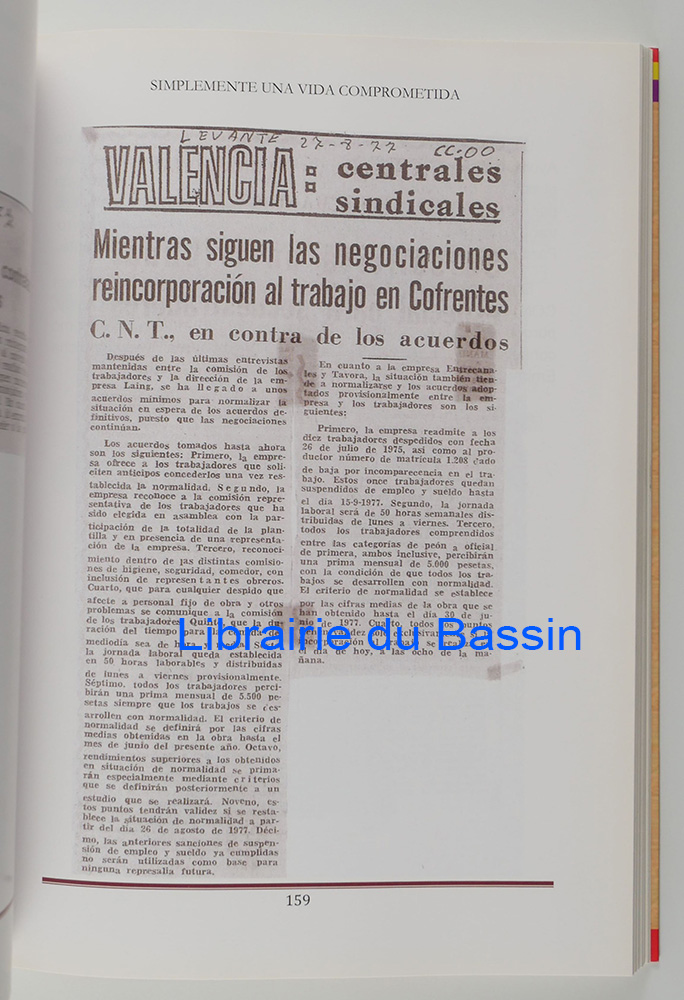 SIMPLEMENTE UNA VIDA COMPROMETIDA
LEVANTE 27-8-77 CC.OO
VALENCIA: centrales
sindicales
Mientras siguen las negociaciones
reincorporación al trabajo en Cofrentes
C. N. T., en contra de los acuerdos
Después de las últimas entrevistas
mantenidas entre la comisión de los
trabajadores y la dirección de la em-
presa Laing, se ha llegado a unos
acuerdos mínimos para normalizar la
situación en espera de los acuerdos de-
finitivos, puesto que las negociaciones
continúan.
Los acuerdos tomados hasta ahora
son los siguientes: Primero, la empre-
sa ofrece a los trabajadores que soli-
citen anticipos concederlos una vez res-
tablecida la normalidad. Segundo, la
empresa reconoce a la comisión repre-
sentativa de los trabajadores que ha
sido elegida en asamblea con la par-
ticipación de la totalidad de la plan-
tilla y en presencia de una representa-
ción de la empresa. Tercero, reconoci-
miento dentro de las distintas comisio-
nes de higiene, seguridad, comedor, con
inclusión de representantes obreros.
Cuarto, que para cualquier despido que
afecte a personal fijo de obra y otros
problemas se comunique a la comisión
de los trabajadores. Quinto, que la du-
ración del tiempo para la
mediodía sea de
la jornada laboral queda establecida
en 50 horas laborables y distribuidas
de lunes a viernes provisionalmente.
Séptimo, todos los trabajadores perci-
birán una prima mensual de 5.500 pe-
setas siempre que los trabajos se des-
arrollen con normalidad. El criterio de
normalidad se definirá por las cifras
medias obtenidas en la obra hasta el
mes de junio del presente año. Octavo,
rendimientos superiores a los obtenidos
en situación de normalidad se prima-
rán especialmente mediante criterios
que se definirán posteriormente a un
estudio que se realizará. Noveno, es-
tos puntos tendrán validez si se resta-
blece la situación de normalidad a par-
tir del día 26 de agosto de 1977. Déci-
mo, las anteriores sanciones de suspen-
sión de empleo y sueldo ya cumplidas
no serán utilizadas como base para
ninguna represalia futura.
En cuanto a la empresa Entrecana-
les y Tavora, la situación también tien-
de a normalizarse y los acuerdos adop-
tados provisionalmente entre la em-
presa y los trabajadores son los si-
guientes:
Primero, la empresa readmite a los
diez trabajadores despedidos con fecha
26 de julio de 1975, así como al pro-
ductor número de matrícula 1.208 dado
de baja por incomparecencia en el tra-
bajo. Estos once trabajadores quedan
suspendidos de empleo y sueldo hasta
el día 15-9-1977. Segundo, la jornada
laboral será de 50 horas semanales dis-
tribuidas de lunes a viernes. Tercero,
todos los trabajadores comprendidos
entre las categorías de peón a oficial
de primera, ambos inclusive, percibirán
una prima mensual de 5.000 pesetas,
con la condición de que todos los tra-
bajos se desarrollen con normalidad.
El criterio de normalidad se establece
por las cifras medias de la obra que se
han obtenido hasta el día 30 de ju-
nio de 1977. Cuarto, todos puntos
el día de hoy, a las ocho de la ma-
ñana.
Librairie du Bassin
159